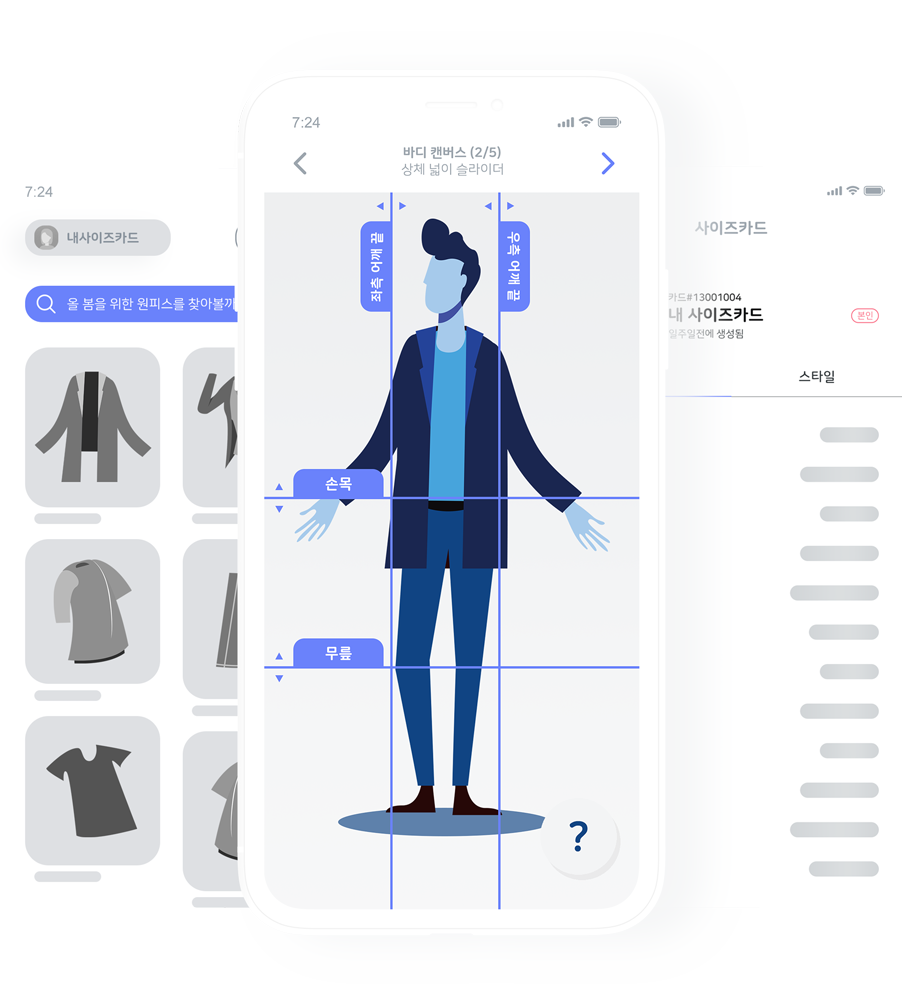 7:24
내사이즈카드
올 봄을 위한 원피스를 찾아볼까
7:24
바디 캔버스 (2/5)
상체 넓이 슬라이더
좌측 어깨 끝
우측 어깨 끝
손목
무릎
?
사이즈카드
카드#13001004
내 사이즈카드
일주일전에 생성됨
본인
스타일